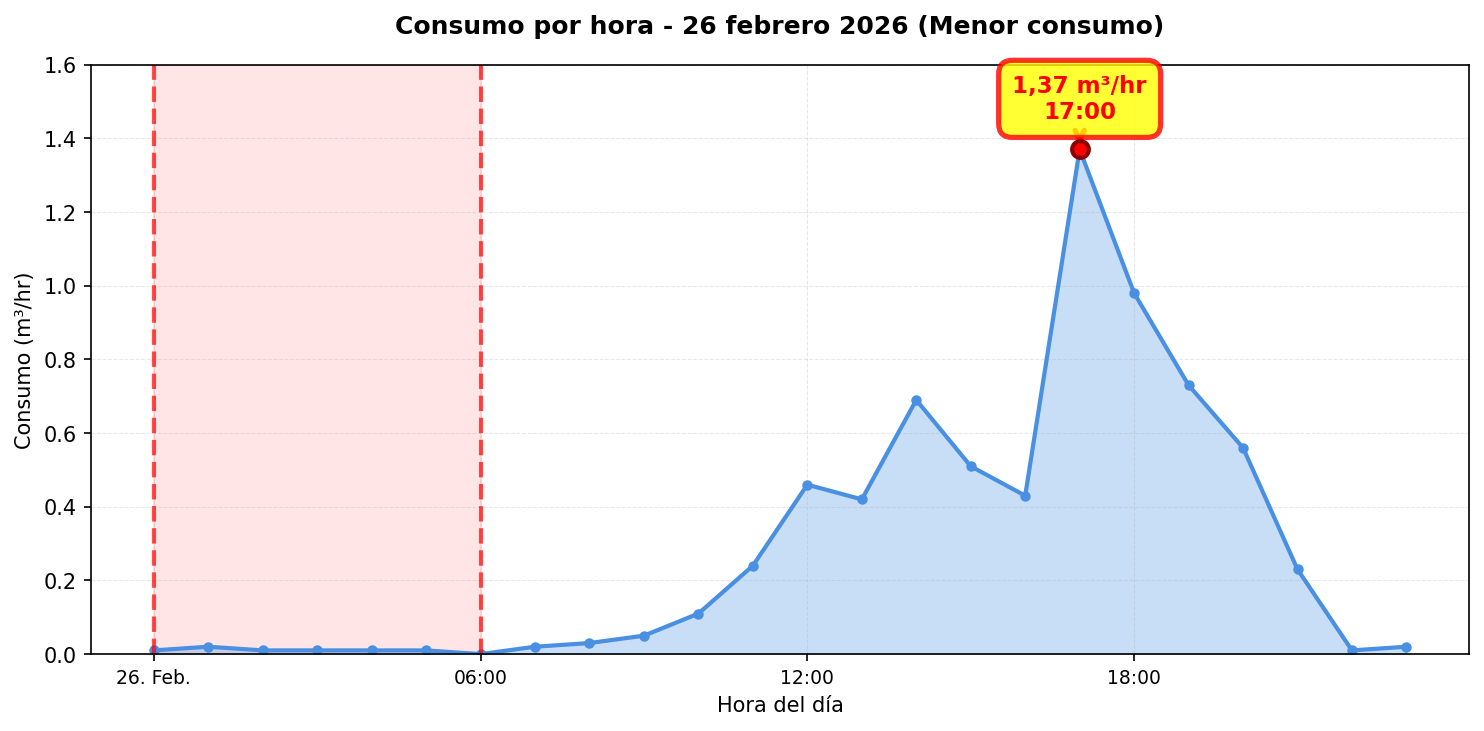 Consumo por hora - 26 febrero 2026 (Menor consumo)
1,37 m³/hr
17:00
Consumo (m³/hr)
1.6
1.4
1.2
1.0
0.8
0.6
0.4
0.2
0.0
26. Feb.
06:00
12:00
18:00
Hora del día